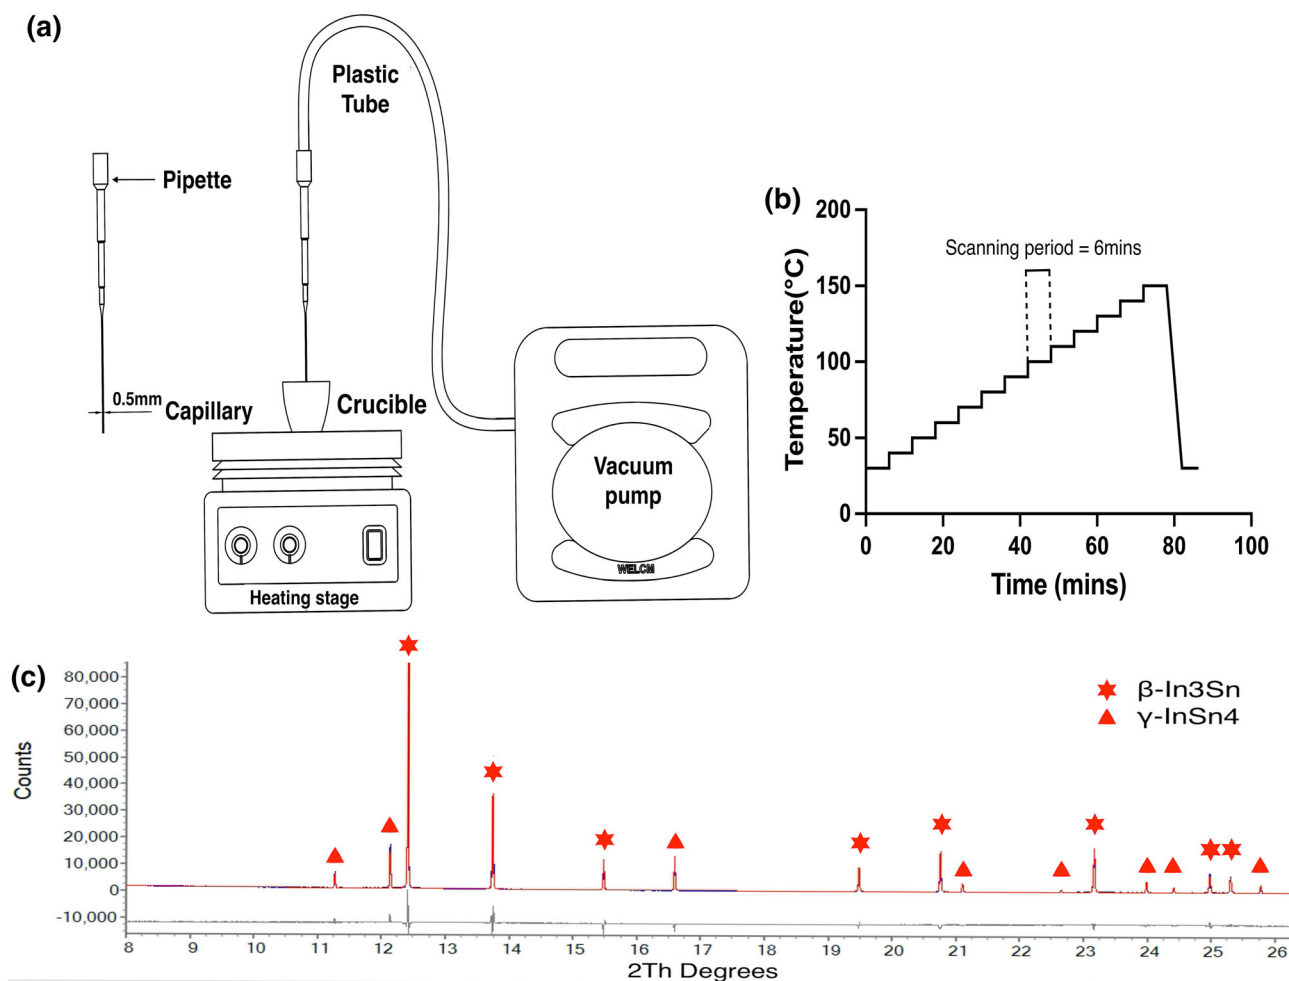 (a)
Plastic
Tube
Pipette
0.5mm
Capillary
Crucible
Vacuum
pump
WELCM
Heating stage
(b)
Temperature(°C)
200
150
100
50
0
Scanning period = 6mins
0 20 40 60 80 100
Time (mins)
(c)
Counts
80,000
70,000
60,000
50,000
40,000
30,000
20,000
10,000
0
-10,000
β-In3Sn
γ-InSn4
8 9 10 11 12 13 14 15 16 17 18 19 20 21 22 23 24 25 26
2Th Degrees